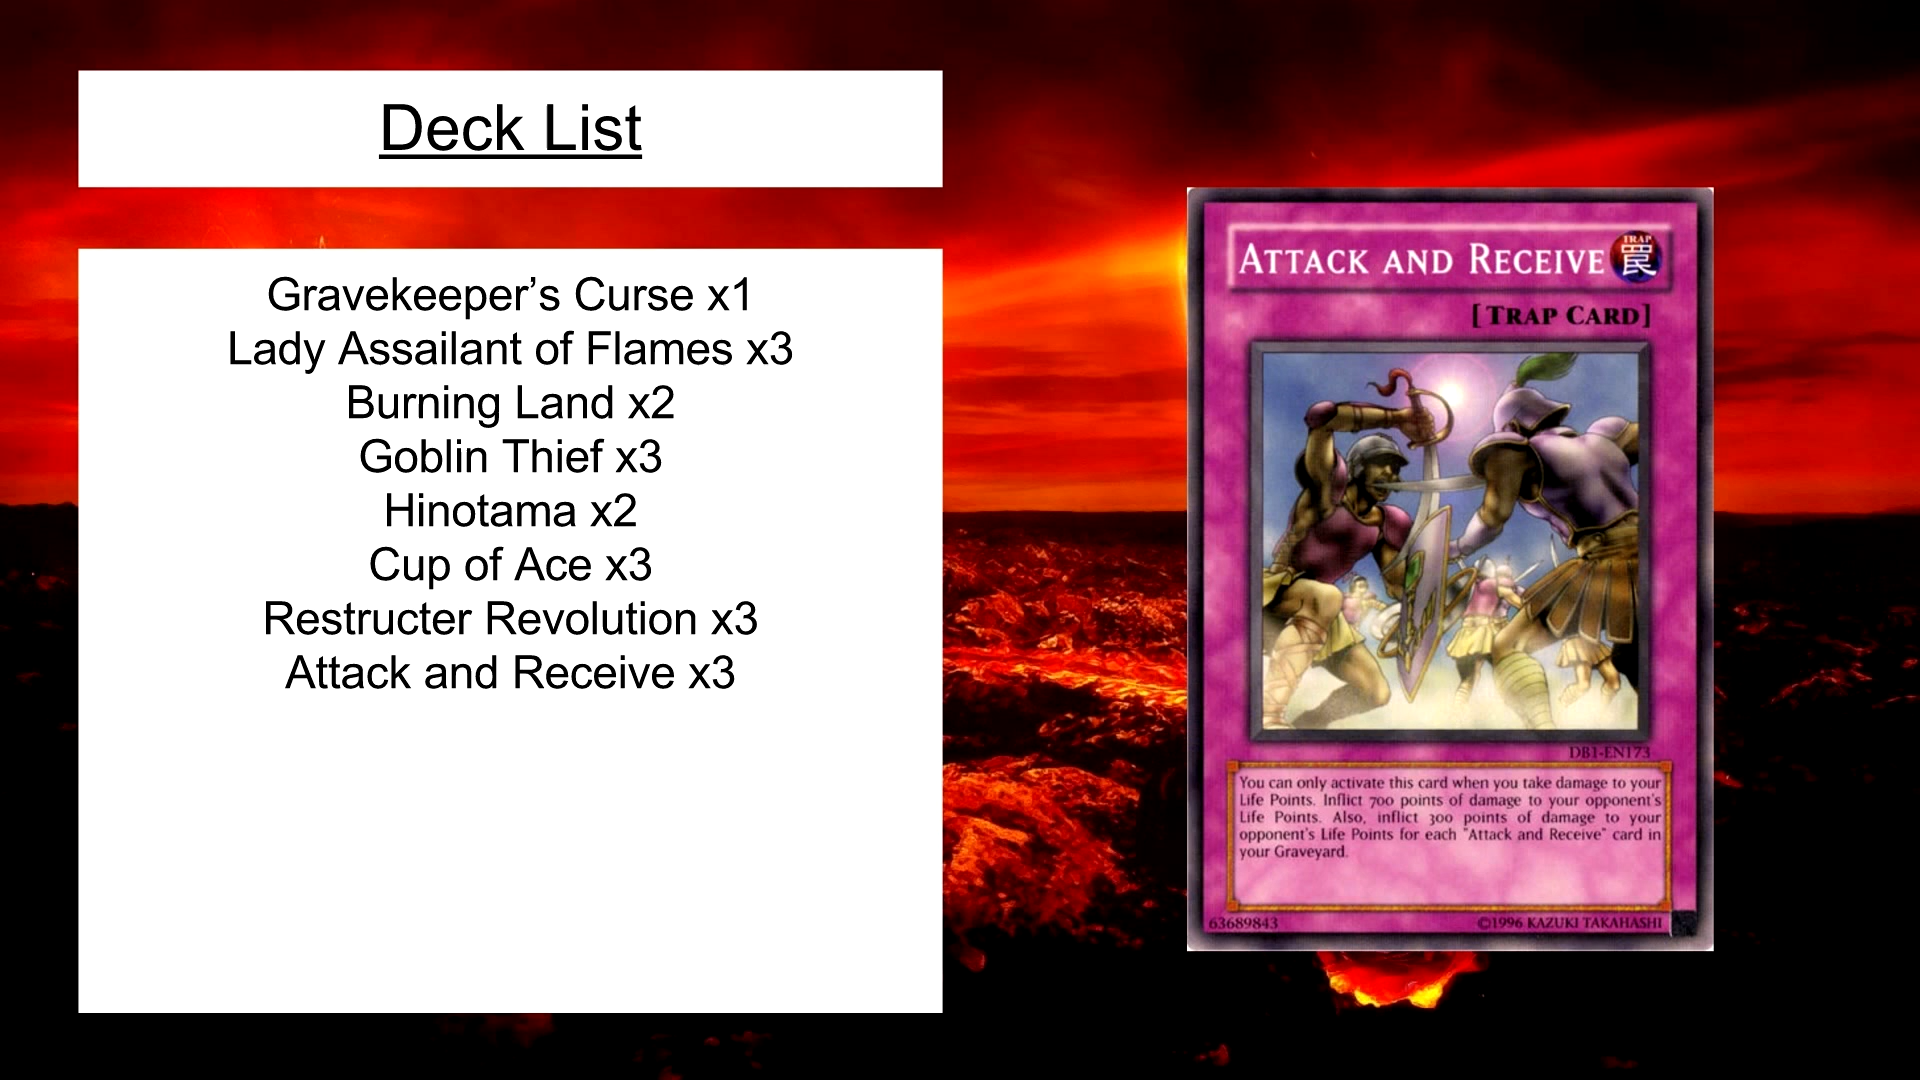 Deck List
Gravekeeper’s Curse x1
Lady Assailant of Flames x3
Burning Land x2
Goblin Thief x3
Hinotama x2
Cup of Ace x3
Restructer Revolution x3
Attack and Receive x3
ATTACK AND RECEIVE
TRAP
罠
[TRAP CARD]
DB1-EN173
You can only activate this card when you take damage to your
Life Points. Inflict 700 points of damage to your opponent's
Life Points. Also, inflict 300 points of damage to your
opponent's Life Points for each "Attack and Receive" card in
your Graveyard.
63689843
©1996 KAZUKI TAKAHASHI